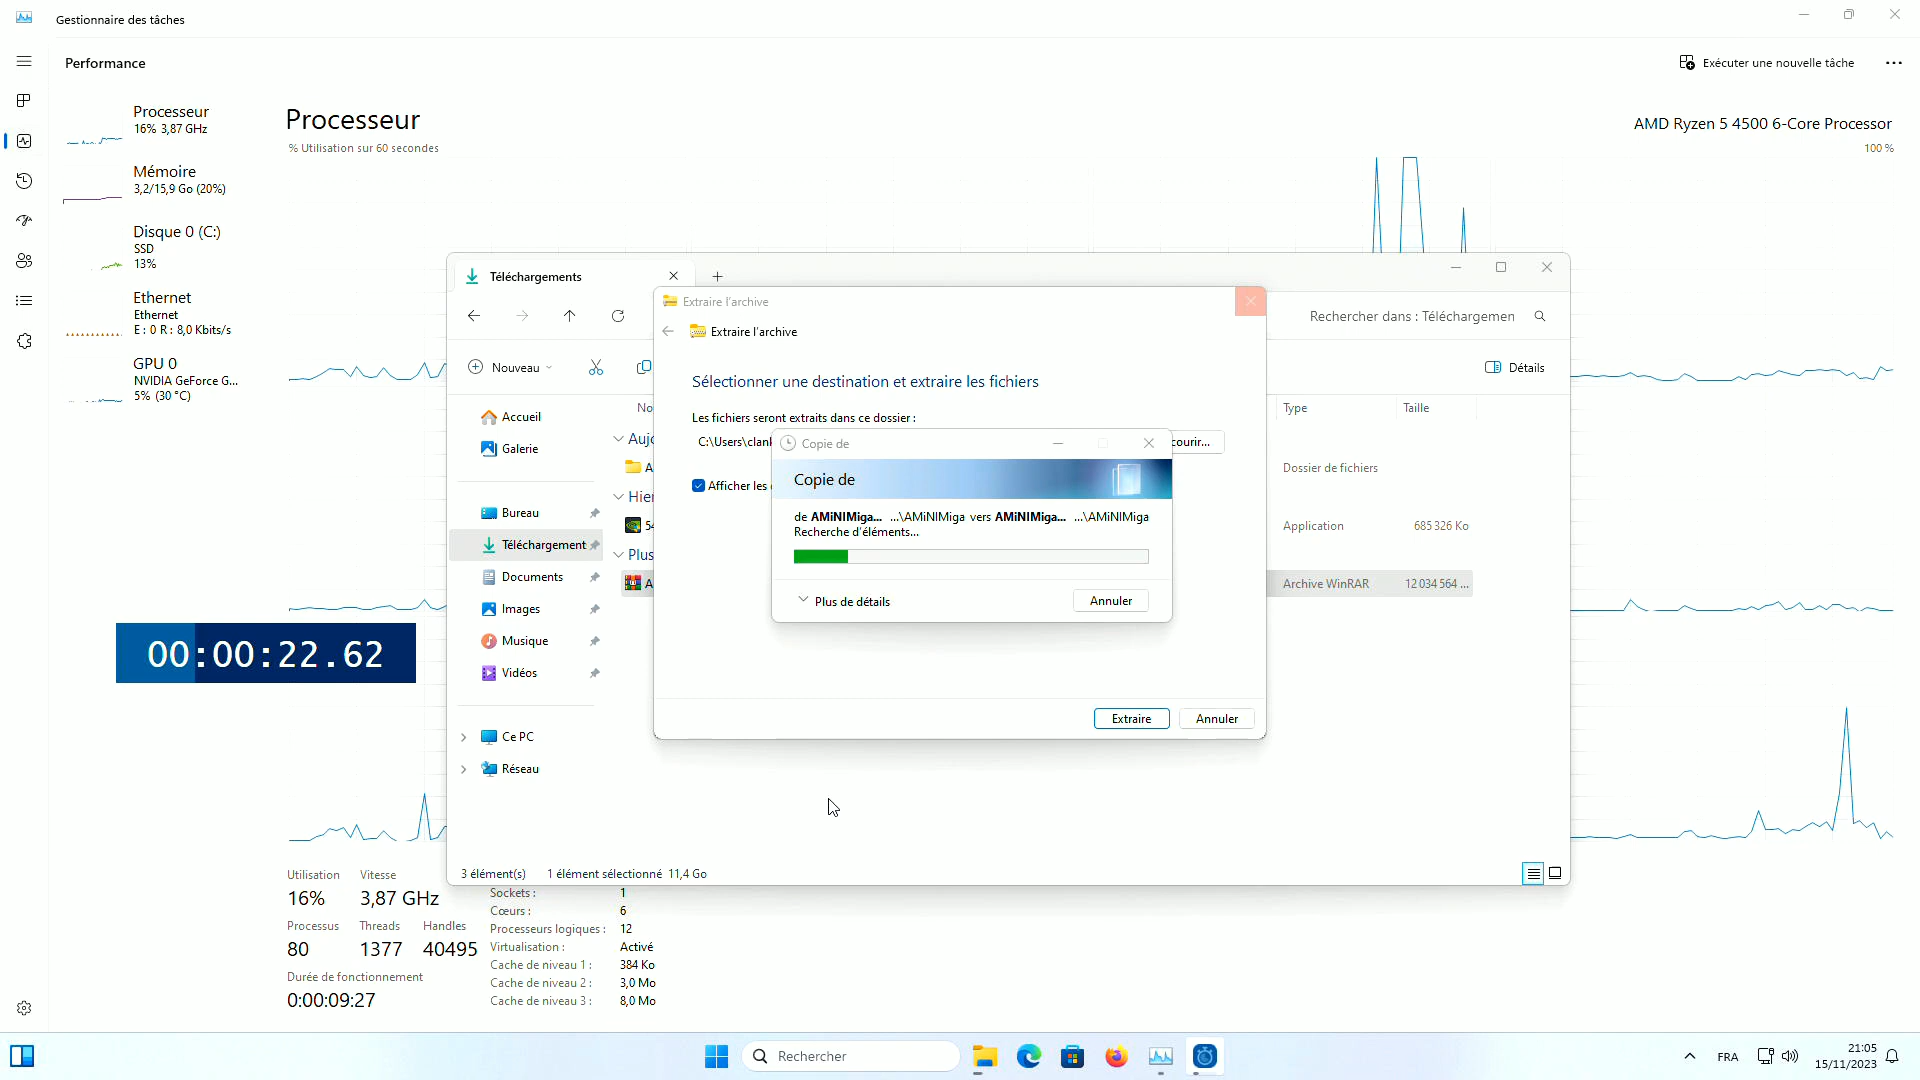 Gestionnaire des tâches
Performance
Exécuter une nouvelle tâche
Processeur
16% 3,87 GHz
Mémoire
3,2/15,9 Go (20%)
Disque 0 (C:)
SSD
13%
Ethernet
Ethernet
E : 0 R : 8,0 Kbits/s
GPU 0
NVIDIA GeForce G...
5% (30 °C)
Processeur
AMD Ryzen 5 4500 6-Core Processor
% Utilisation sur 60 secondes
100 %
Téléchargements
Rechercher dans : Téléchargemen
Nouveau
Détails
Accueil
Galerie
Bureau
Téléchargement
Documents
Images
Musique
Vidéos
Ce PC
Réseau
No
Type
Taille
Aujo
A
Dossier de fichiers
Hier
54
Application
685 326 Ko
Plus
A
Archive WinRAR
12 034 564 ...
3 élément(s)
1 élément sélectionné 11,4 Go
Extraire l'archive
Extraire l'archive
Sélectionner une destination et extraire les fichiers
Les fichiers seront extraits dans ce dossier :
C:\Users\clank
courir...
Afficher les
Extraire
Annuler
Copie de
Copie de
de AMiNIMiga... ...\AMiNIMiga vers AMiNIMiga... ...\AMiNIMiga
Recherche d'éléments...
Plus de détails
Annuler
00:00:22.62
Utilisation
Vitesse
16%
3,87 GHz
Processus
Threads
Handles
80
1377
40495
Durée de fonctionnement
0:00:09:27
Sockets : 1
Cœurs : 6
Processeurs logiques : 12
Virtualisation : Activé
Cache de niveau 1 : 384 Ko
Cache de niveau 2 : 3,0 Mo
Cache de niveau 3 : 8,0 Mo
Rechercher
FRA
21:05
15/11/2023